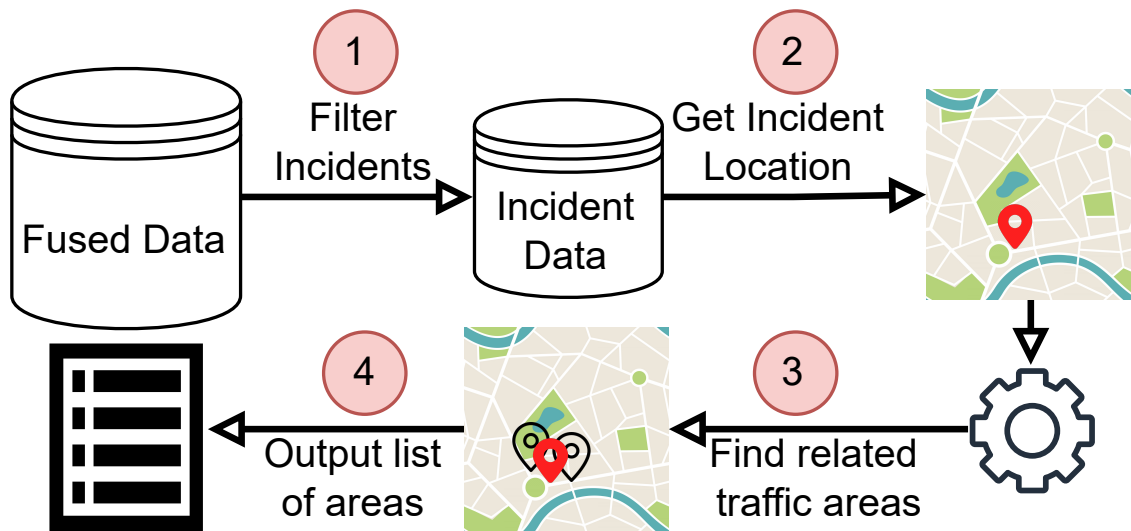 1
Filter
Incidents
2
Get Incident
Location
Fused Data
Incident
Data
3
Find related
traffic areas
4
Output list
of areas